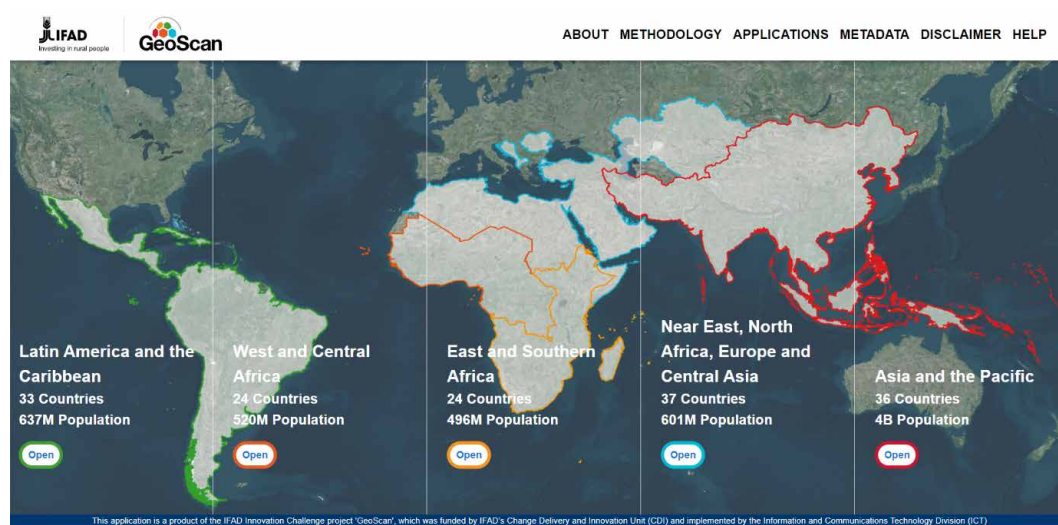 IFAD
Investing in rural people
GeoScan
ABOUT METHODOLOGY APPLICATIONS METADATA DISCLAIMER HELP
Latin America and the
Caribbean
33 Countries
637M Population
Open
West and Central
Africa
24 Countries
520M Population
Open
East and Southern
Africa
24 Countries
496M Population
Open
Near East, North
Africa, Europe and
Central Asia
37 Countries
601M Population
Open
Asia and the Pacific
36 Countries
4B Population
Open
This application is a product of the IFAD Innovation Challenge project 'GeoScan', which was funded by IFAD's Change Delivery and Innovation Unit (CDI) and implemented by the Information and Communications Technology Division (ICT)